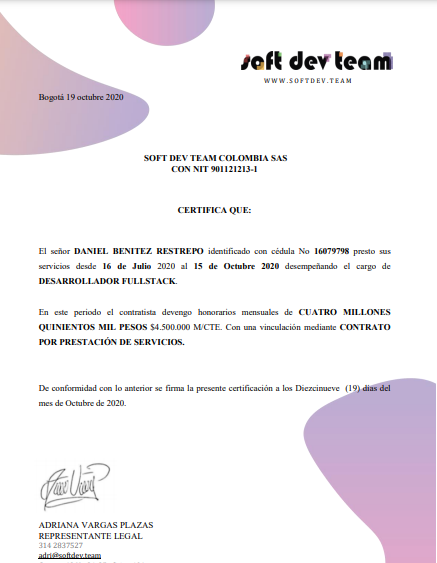 soft dev team
WWW.SOFTDEV.TEAM
Bogotá 19 octubre 2020
SOFT DEV TEAM COLOMBIA SAS
CON NIT 901121213-1
CERTIFICA QUE:
El señor DANIEL BENITEZ RESTREPO identificado con cédula No 16079798 presto sus
servicios desde 16 de Julio 2020 al 15 de Octubre 2020 desempeñando el cargo de
DESARROLLADOR FULLSTACK.
En este periodo el contratista devengo honorarios mensuales de CUATRO MILLONES
QUINIENTOS MIL PESOS $4.500.000 M/CTE. Con una vinculación mediante CONTRATO
POR PRESTACIÓN DE SERVICIOS.
De conformidad con lo anterior se firma la presente certificación a los Diezcinueve (19) días del
mes de Octubre de 2020.
ADRIANA VARGAS PLAZAS
REPRESENTANTE LEGAL
314 2837527
adri@softdev.team